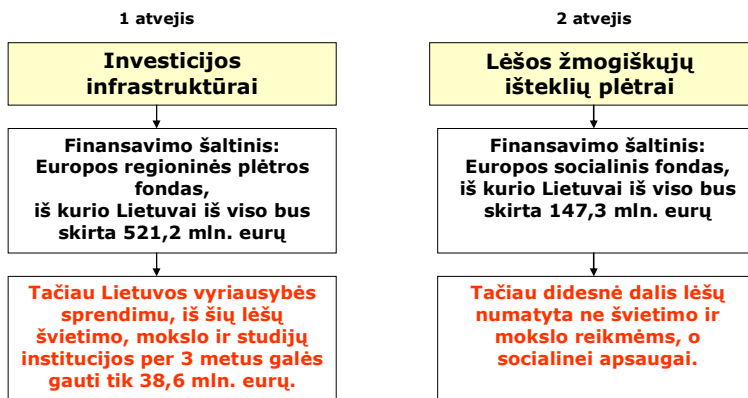 1 atvejis
Investicijos
infrastruktūrai
Finansavimo šaltinis:
Europos regioninės plėtros
fondas,
iš kurio Lietuvai iš viso bus
skirta 521,2 mln. eurų
Tačiau Lietuvos vyriausybės
sprendimu, iš šių lėšų
švietimo, mokslo ir studijų
institucijos per 3 metus galės
gauti tik 38,6 mln. eurų.
2 atvejis
Lėšos žmogiškųjų
išteklių plėtrai
Finansavimo šaltinis:
Europos socialinis fondas,
iš kurio Lietuvai iš viso bus
skirta 147,3 mln. eurų
Tačiau didesnė dalis lėšų
numatyta ne švietimo ir
mokslo reikmėms, o
socialinei apsaugai.